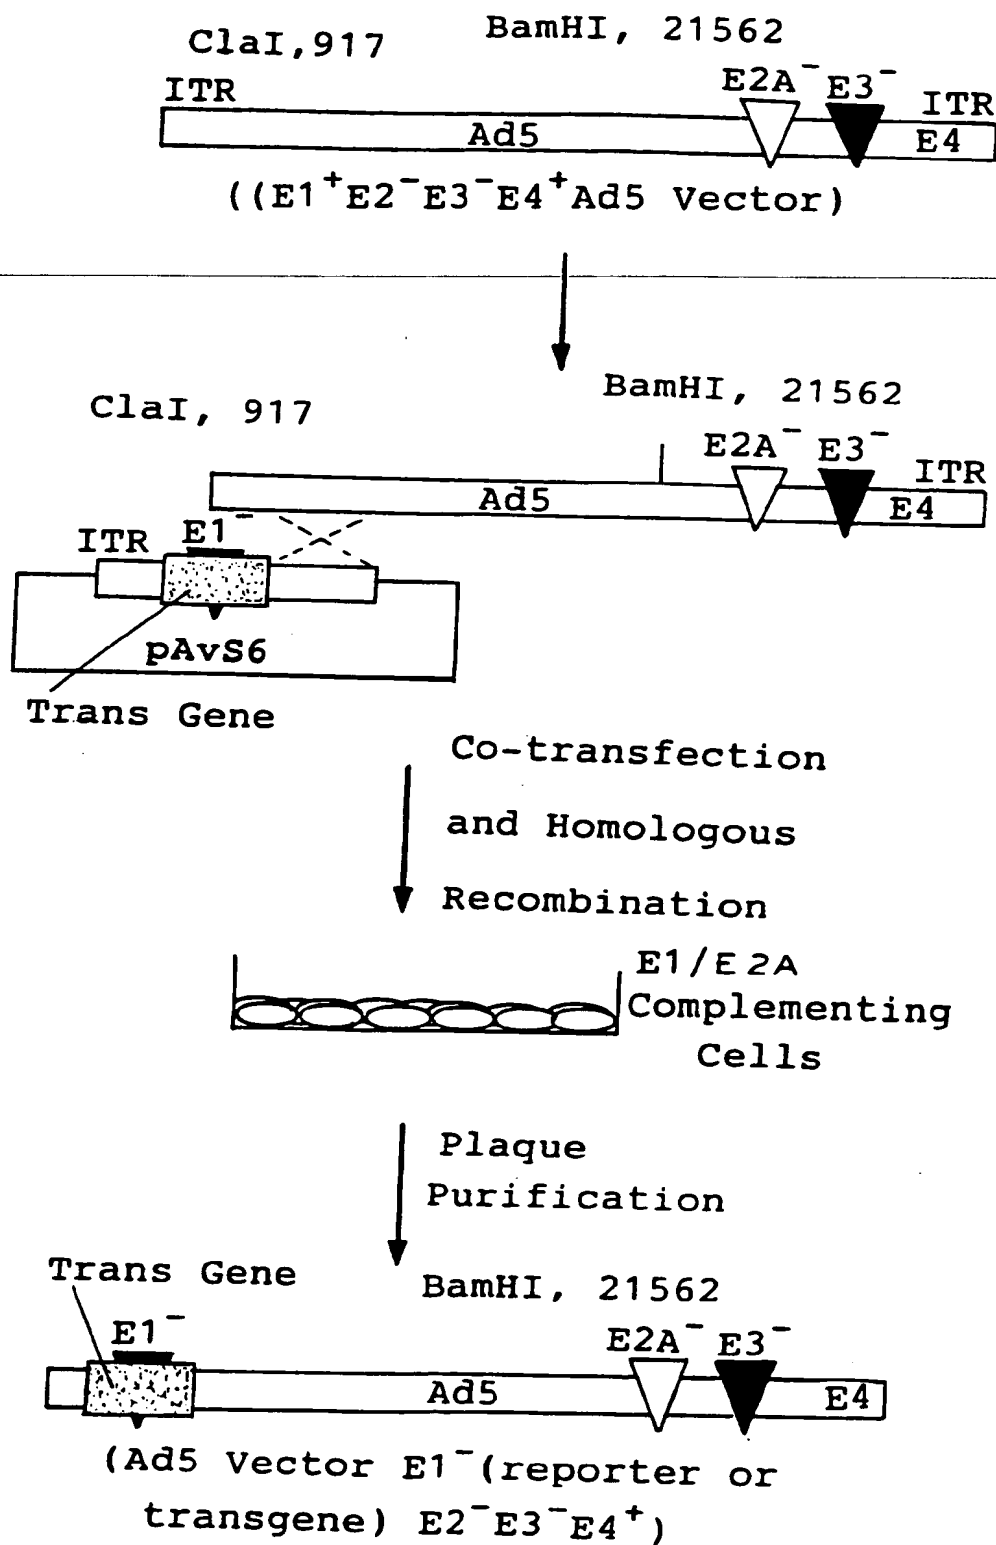 ClaI,917
BamHI, 21562
ITR
E2A⁻
E3⁻
ITR
Ad5
E4
((E1⁺E2⁻E3⁻E4⁺Ad5 Vector)
BamHI, 21562
ClaI, 917
E2A⁻
E3⁻
ITR
Ad5
E4
ITR
E1⁻
pAvS6
Trans Gene
Co-transfection
and Homologous
Recombination
E1/E2A
Complementing
Cells
Plaque
Purification
Trans Gene
BamHI, 21562
E1⁻
E2A⁻
E3⁻
Ad5
E4
(Ad5 Vector E1⁻(reporter or
transgene) E2⁻E3⁻E4⁺)